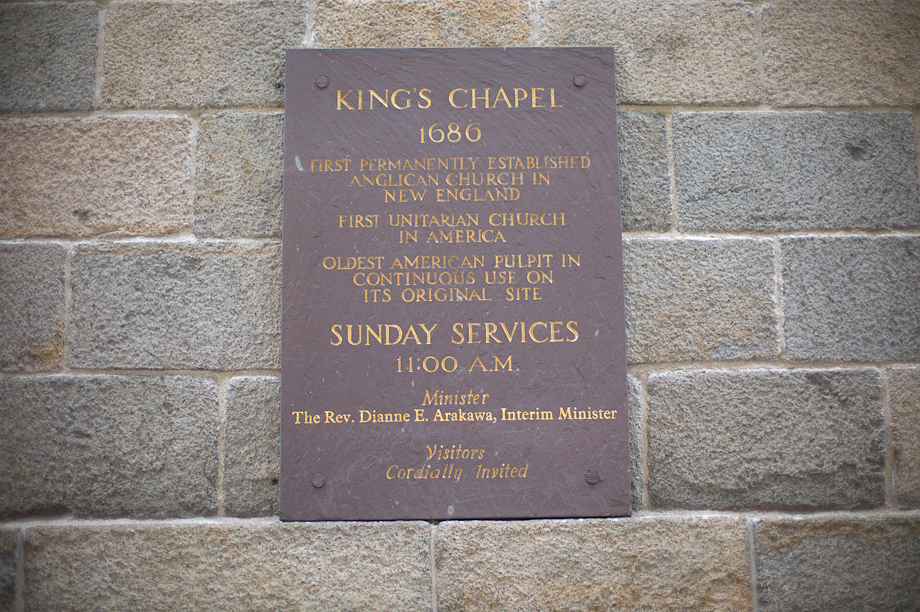 KING'S CHAPEL
1686
FIRST PERMANENTLY ESTABLISHED
ANGLICAN CHURCH IN
NEW ENGLAND
FIRST UNITARIAN CHURCH
IN AMERICA
OLDEST AMERICAN PULPIT IN
CONTINUOUS USE ON
ITS ORIGINAL SITE
SUNDAY SERVICES
11:00 A.M.
Minister
The Rev. Dianne E. Arakawa, Interim Minister
Visitors
Cordially Invited